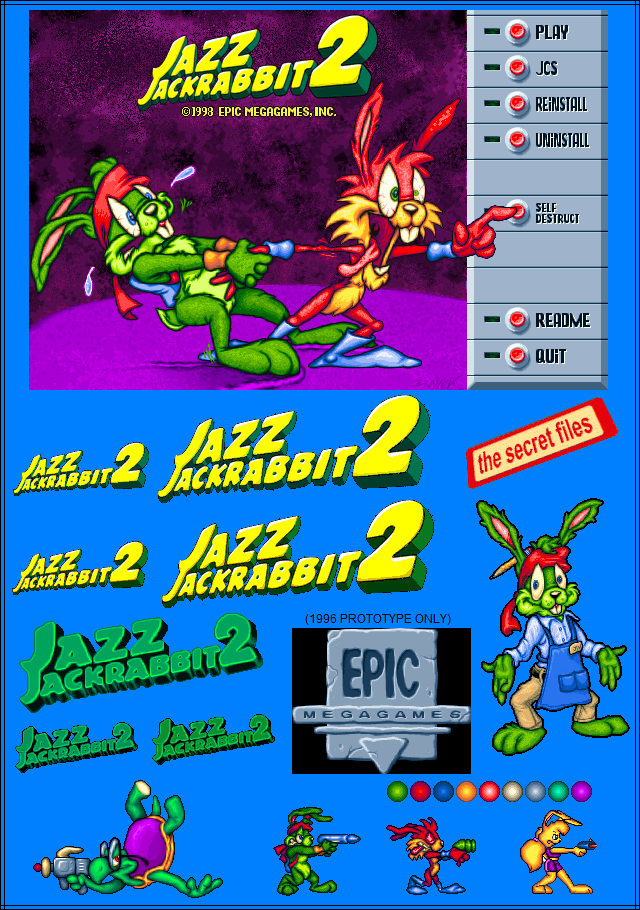 JAZZ
JACKRABBIT 2
©1998 EPIC MEGAGAMES, INC.
PLAY
JCS
REiNSTALL
UNiNSTALL
SELF
DESTRUCT
README
QUiT
JAZZ
JACKRABBIT 2
JAZZ
JACKRABBIT 2
the secret files
JAZZ
JACKRABBIT 2
JAZZ
JACKRABBIT 2
JAZZ
JACKRABBIT 2
(1996 PROTOTYPE ONLY)
EPIC
MEGAGAMES
JAZZ
JACKRABBIT 2
JAZZ
JACKRABBIT 2